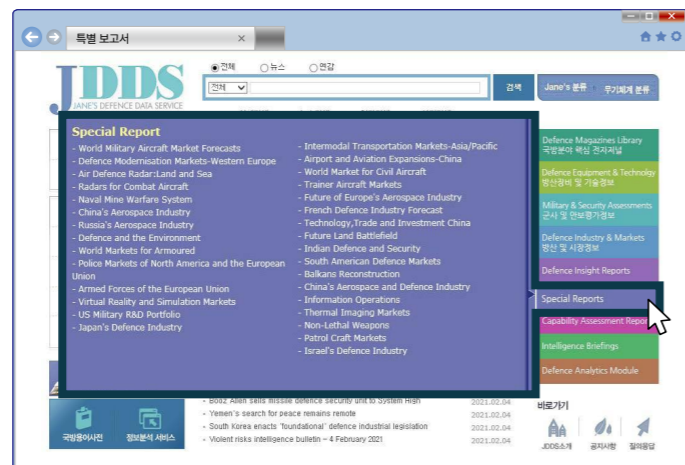 특별 보고서
JDDS
JANE'S DEFENCE DATA SERVICE
전체 뉴스 연감
전체
검색
Jane's 분류
무기체계 분류
Special Report
- World Military Aircraft Market Forecasts
- Defence Modernisation Markets-Western Europe
- Air Defence Radar:Land and Sea
- Radars for Combat Aircraft
- Naval Mine Warfare System
- China's Aerospace Industry
- Russia's Aerospace Industry
- Defence and the Environment
- World Markets for Armoured
- Police Markets of North America and the European
Union
- Armed Forces of the European Union
- Virtual Reality and Simulation Markets
- US Military R&D Portfolio
- Japan's Defence Industry
- Intermodal Transportation Markets-Asia/Pacific
- Airport and Aviation Expansions-China
- World Market for Civil Aircraft
- Trainer Aircraft Markets
- Future of Europe's Aerospace Industry
- French Defence Industry Forecast
- Technology,Trade and Investment China
- Future Land Battlefield
- Indian Defence and Security
- South American Defence Markets
- Balkans Reconstruction
- China's Aerospace and Defence Industry
- Information Operations
- Thermal Imaging Markets
- Non-Lethal Weapons
- Patrol Craft Markets
- Israel's Defence Industry
Defence Magazines Library
국방분야 핵심 전자저널
Defence Equipment & Technology
방산장비 및 기술정보
Military & Security Assessments
군사 및 안보평가정보
Defence Industry & Markets
방산 및 시장정보
Defence Insight Reports
Special Reports
Capability Assessment Repor
Intelligence Briefings
Defence Analytics Module
국방용어사전
정보분석 서비스
- Booz Allen sells missile defence security unit to System High 2021.02.04
- Yemen's search for peace remains remote 2021.02.04
- South Korea enacts 'foundational' defence industrial legislation 2021.02.04
- Violent risks intelligence bulletin – 4 February 2021 2021.02.04
바로가기
JDDS소개
공지사항
질의응답